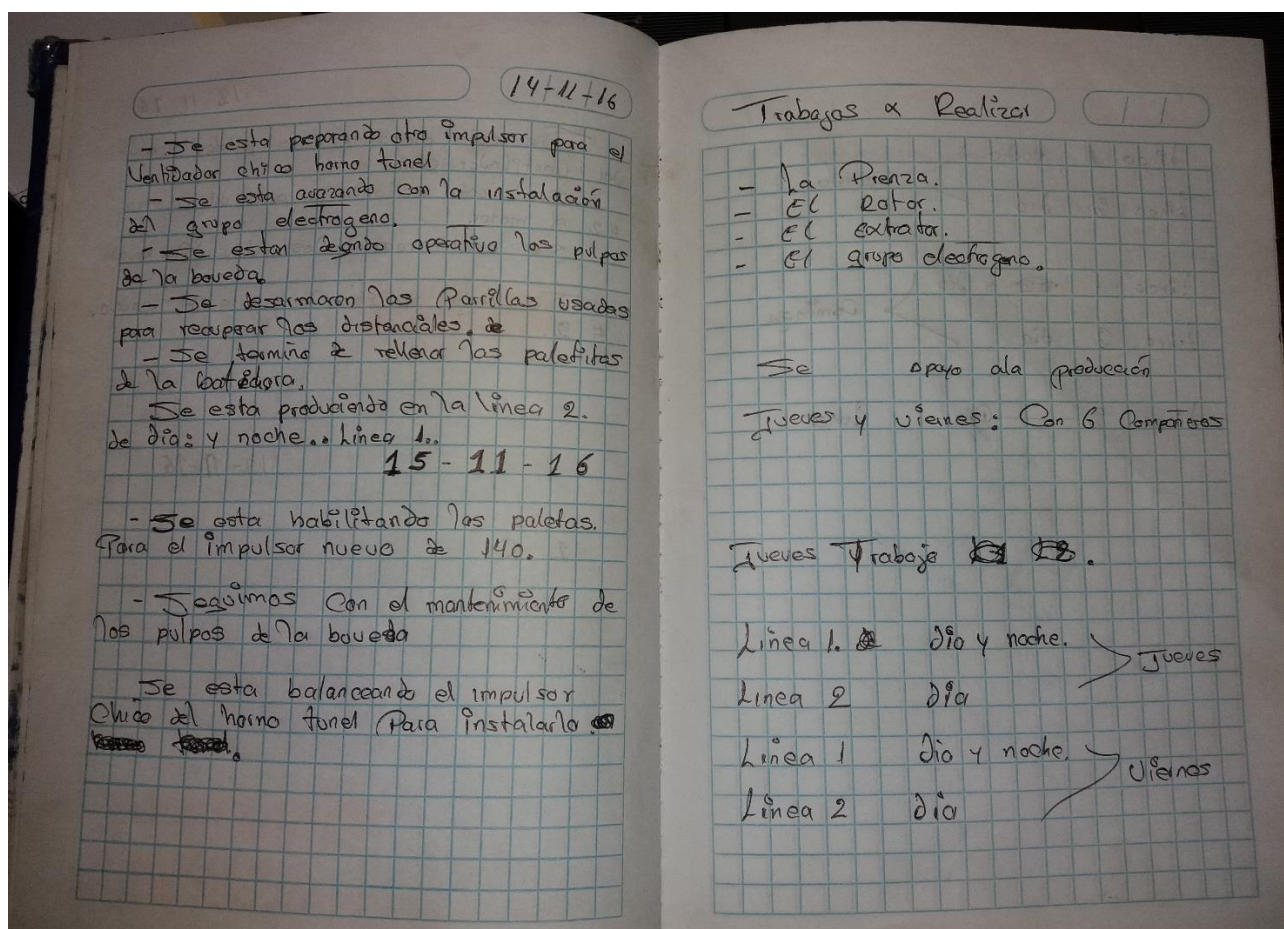 14-11-16
- Se esta preparando otro impulsor para el
Ventidador chico horno tunel
- se esta avazando con la instalación
del grupo electrogeno.
- Se estan degndo operativo los pulpos
de la boveda
- Se desarmaron las Parrillas usadas
para recuperar los distanciales.
- Se termino de rellenar las paletitas
de la batidora.
Se esta produciendo en la linea 2.
de dia: y noche.. Linea 1..
15-11-16
- Se esta habilitando las paletas.
Para el impulsor nuevo de 140.
- Seguimos Con el mantenimiento de
los pulpos de la boveda
Se esta balanceando el impulsor
Chico del horno tunel Para instalarlo
Trabajos a Realizar
- La Prenza.
- El Rotor.
- El extrator.
- El grupo electrogeno.
Se apoyo ala producción
Jueves y viernes: Con 6 Compañeros
Jueves Trabajo .
Linea 1. dia y noche.
Jueves
Linea 2 dia
Linea 1 dia y noche.
Viernes
Linea 2 dia